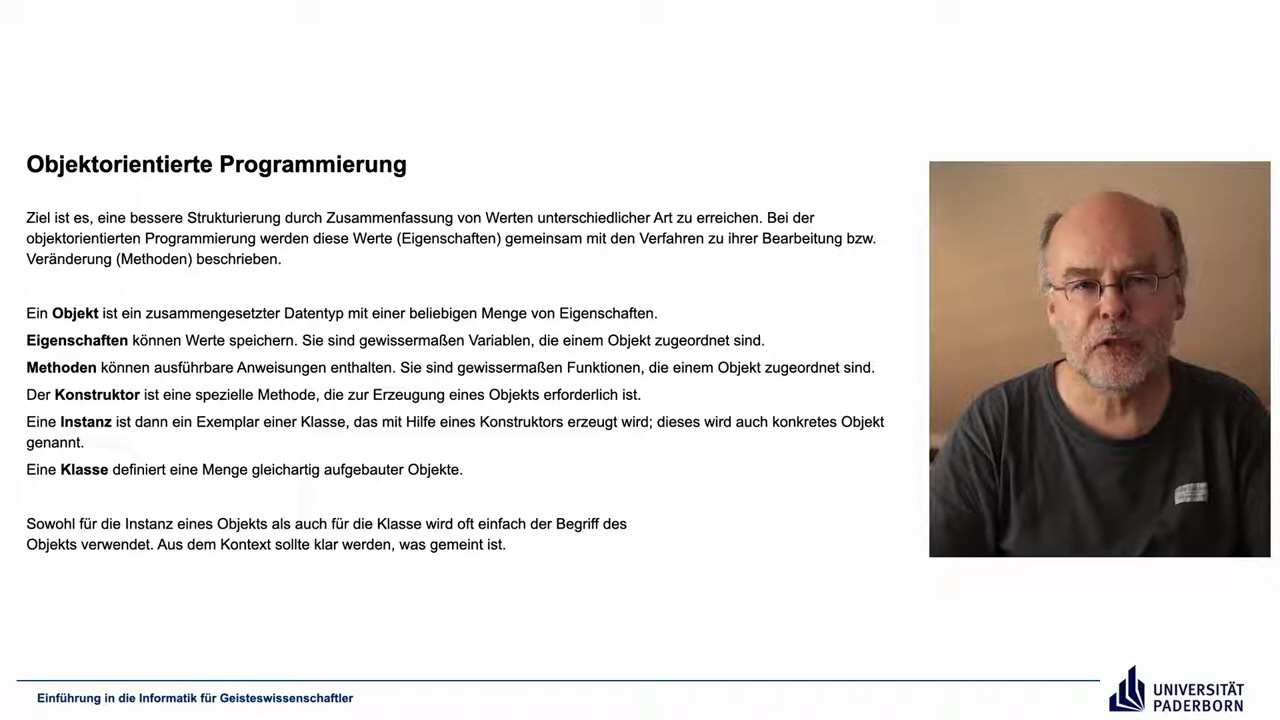 Objektorientierte Programmierung
Ziel ist es, eine bessere Strukturierung durch Zusammenfassung von Werten unterschiedlicher Art zu erreichen. Bei der
objektorientierten Programmierung werden diese Werte (Eigenschaften) gemeinsam mit den Verfahren zu ihrer Bearbeitung bzw.
Veränderung (Methoden) beschrieben.
Ein Objekt ist ein zusammengesetzter Datentyp mit einer beliebigen Menge von Eigenschaften.
Eigenschaften können Werte speichern. Sie sind gewissermaßen Variablen, die einem Objekt zugeordnet sind.
Methoden können ausführbare Anweisungen enthalten. Sie sind gewissermaßen Funktionen, die einem Objekt zugeordnet sind.
Der Konstruktor ist eine spezielle Methode, die zur Erzeugung eines Objekts erforderlich ist.
Eine Instanz ist dann ein Exemplar einer Klasse, das mit Hilfe eines Konstruktors erzeugt wird; dieses wird auch konkretes Objekt
genannt.
Eine Klasse definiert eine Menge gleichartig aufgebauter Objekte.
Sowohl für die Instanz eines Objekts als auch für die Klasse wird oft einfach der Begriff des
Objekts verwendet. Aus dem Kontext sollte klar werden, was gemeint ist.
Einführung in die Informatik für Geisteswissenschaftler
UNIVERSITÄT
PADERBORN